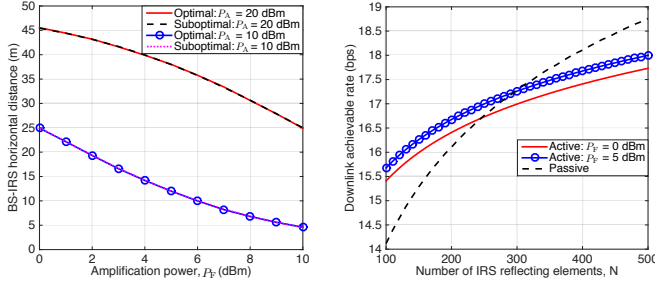 50
45
40
35
30
25
20
15
10
5
0
BS-IRS horizontal distance (m)
Optimal: P_A = 20 dBm
Suboptimal: P_A = 20 dBm
Optimal: P_A = 10 dBm
Suboptimal: P_A = 10 dBm
0 2 4 6 8 10
Amplification power, P_F (dBm)
19
18.5
18
17.5
17
16.5
16
15.5
15
14.5
14
Downlink achievable rate (bps)
Active: P_F = 0 dBm
Active: P_F = 5 dBm
Passive
100 200 300 400 500
Number of IRS reflecting elements, N